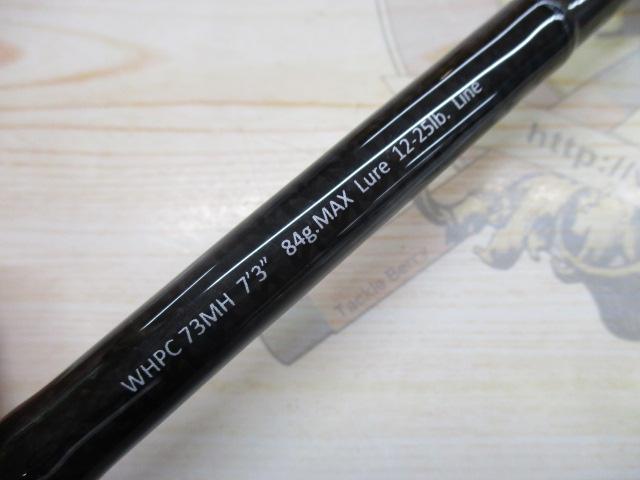 WHPC 73MH 7'3" 84g.MAX Lure 12-25lb. Line
http://
Tackle Berry